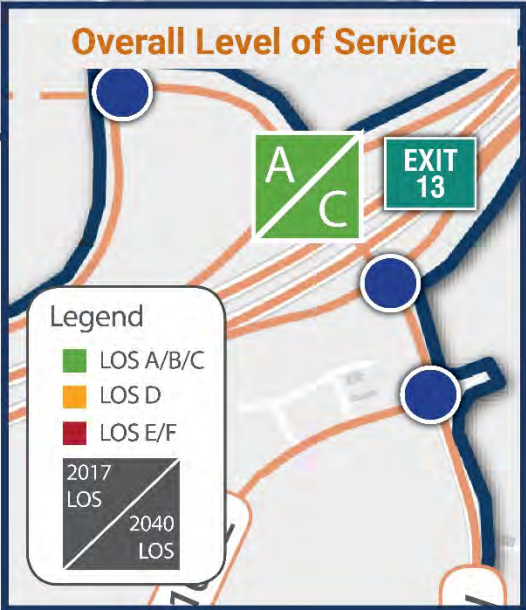 Overall Level of Service
A
C
EXIT
13
Legend
LOS A/B/C
LOS D
LOS E/F
2017
LOS
2040
LOS